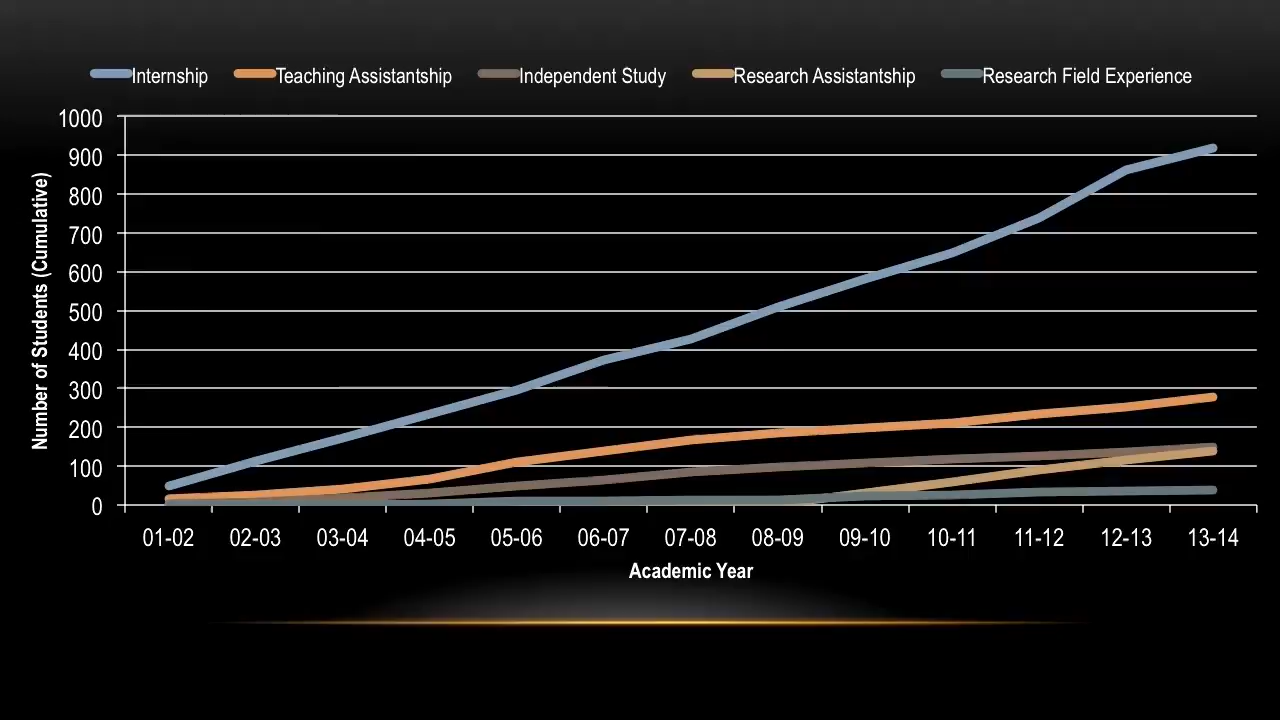 Internship Teaching Assistantship Independent Study Research Assistantship Research Field Experience
1000
900
800
700
600
500
400
300
200
100
0
Number of Students (Cumulative)
01-02 02-03 03-04 04-05 05-06 06-07 07-08 08-09 09-10 10-11 11-12 12-13 13-14
Academic Year